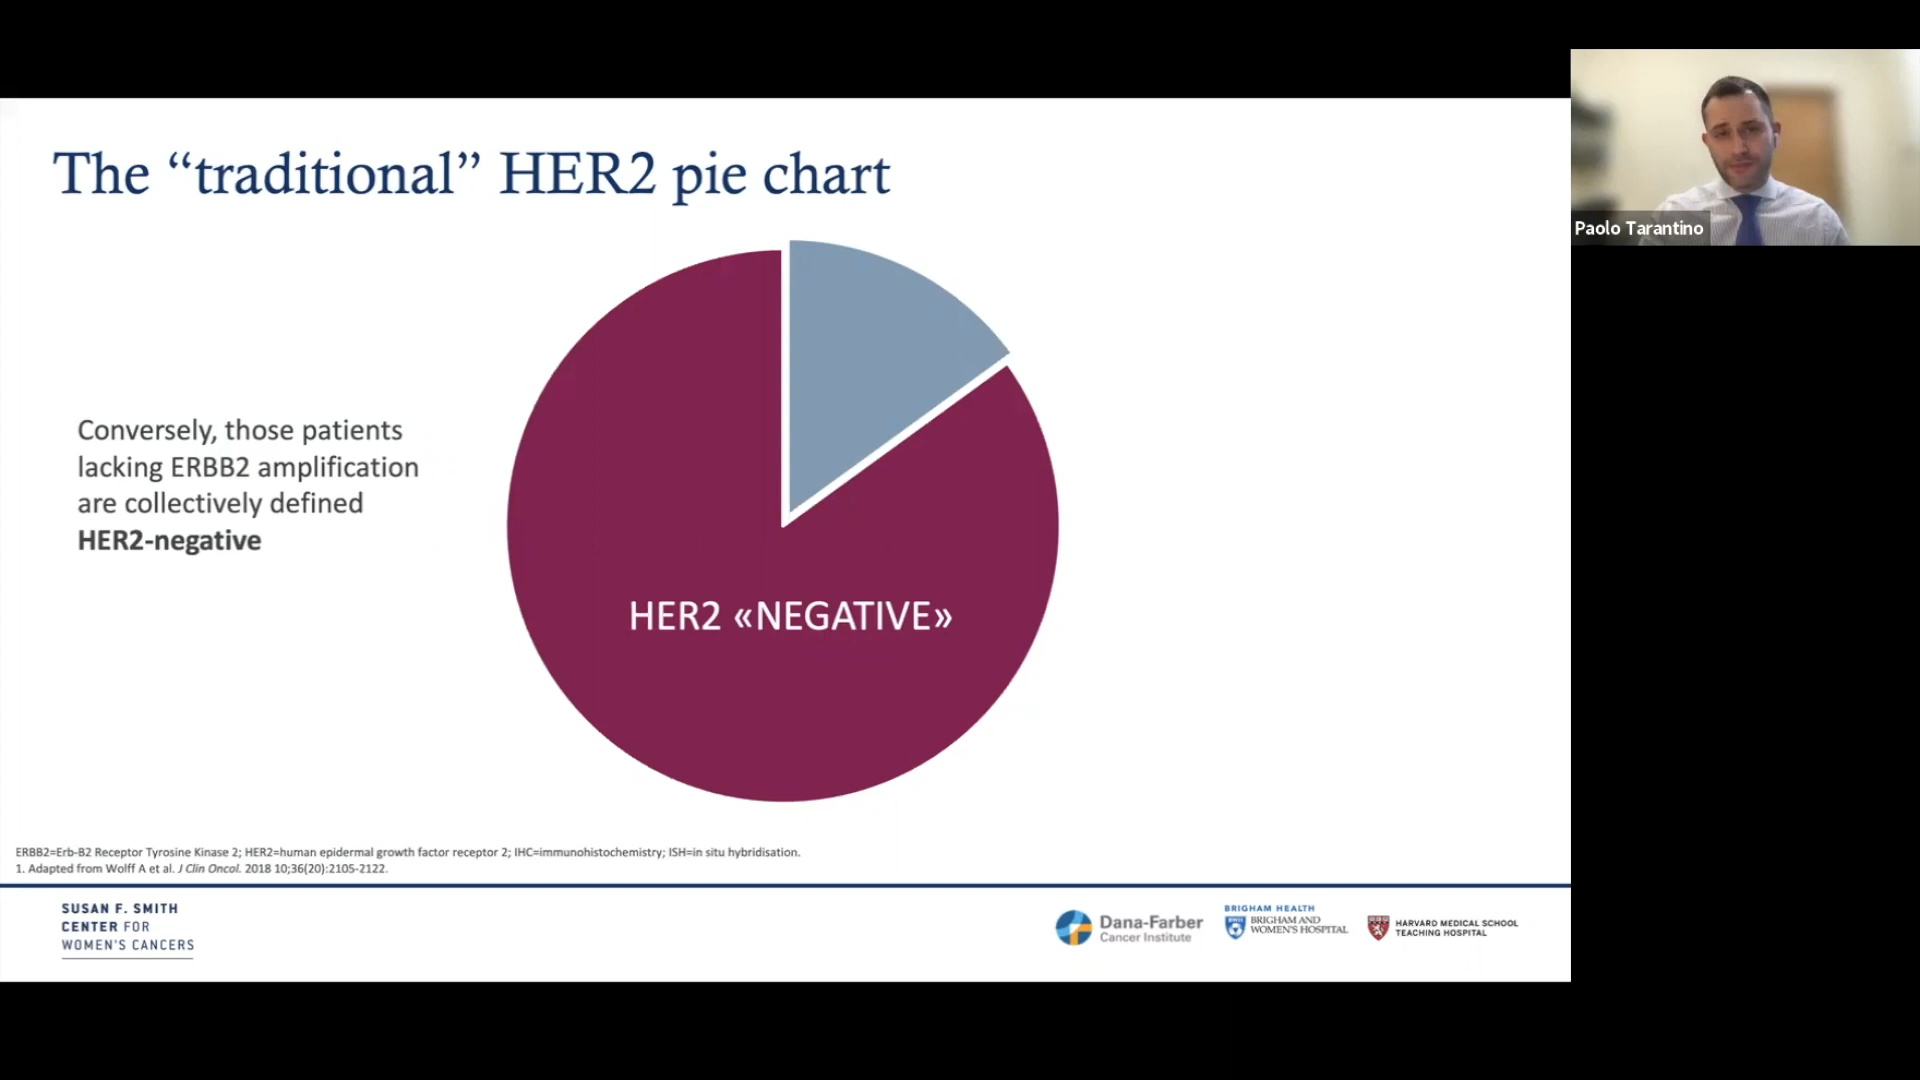 The “traditional” HER2 pie chart
Paolo Tarantino
Conversely, those patients
lacking ERBB2 amplification
are collectively defined
HER2-negative
HER2 «NEGATIVE»
ERBB2=Erb-B2 Receptor Tyrosine Kinase 2; HER2=human epidermal growth factor receptor 2; IHC=immunohistochemistry; ISH=in situ hybridisation.
1. Adapted from Wolff A et al. J Clin Oncol. 2018 10;36(20):2105-2122.
SUSAN F. SMITH
CENTER FOR
WOMEN'S CANCERS
Dana-Farber
Cancer Institute
BRIGHAM HEALTH
BRIGHAM AND
WOMEN'S HOSPITAL
HARVARD MEDICAL SCHOOL
TEACHING HOSPITAL